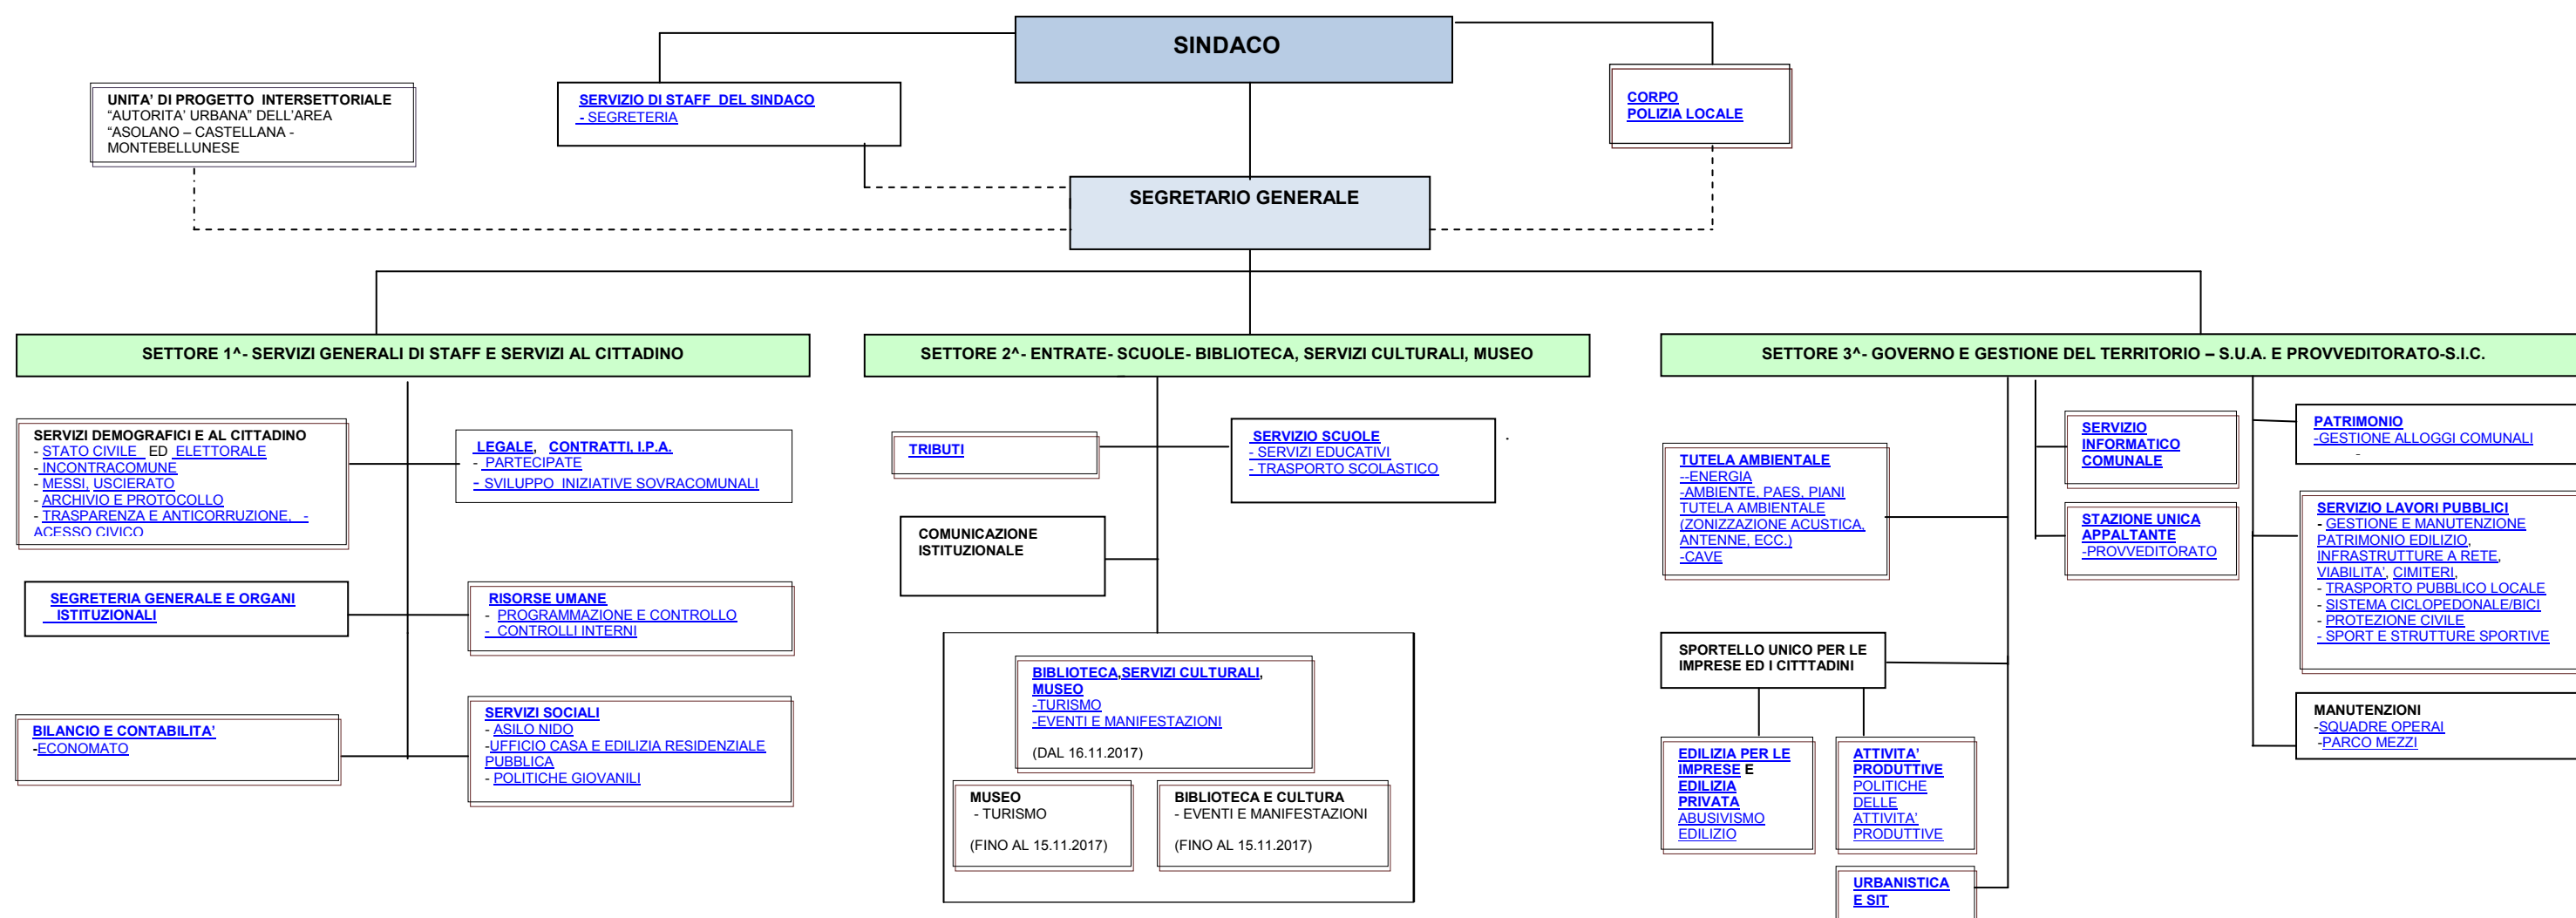 SINDACO
UNITA’ DI PROGETTO INTERSETTORIALE
“AUTORITA’ URBANA” DELL’AREA
“ASOLANO – CASTELLANA -
MONTEBELLUNESE
SERVIZIO DI STAFF DEL SINDACO
- SEGRETERIA
CORPO
POLIZIA LOCALE
SEGRETARIO GENERALE
SETTORE 1^- SERVIZI GENERALI DI STAFF E SERVIZI AL CITTADINO
SERVIZI DEMOGRAFICI E AL CITTADINO
- STATO CIVILE ED ELETTORALE
- INCONTRACOMUNE
- MESSI, USCIERATO
- ARCHIVIO E PROTOCOLLO
- TRASPARENZA E ANTICORRUZIONE, -
ACESSO CIVICO
LEGALE, CONTRATTI, I.P.A.
- PARTECIPATE
- SVILUPPO INIZIATIVE SOVRACOMUNALI
SEGRETERIA GENERALE E ORGANI
ISTITUZIONALI
RISORSE UMANE
- PROGRAMMAZIONE E CONTROLLO
- CONTROLLI INTERNI
BILANCIO E CONTABILITA’
-ECONOMATO
SERVIZI SOCIALI
- ASILO NIDO
-UFFICIO CASA E EDILIZIA RESIDENZIALE
PUBBLICA
- POLITICHE GIOVANILI
SETTORE 2^- ENTRATE- SCUOLE- BIBLIOTECA, SERVIZI CULTURALI, MUSEO
TRIBUTI
SERVIZIO SCUOLE
- SERVIZI EDUCATIVI
- TRASPORTO SCOLASTICO
COMUNICAZIONE
ISTITUZIONALE
BIBLIOTECA,SERVIZI CULTURALI,
MUSEO
-TURISMO
-EVENTI E MANIFESTAZIONI
(DAL 16.11.2017)
MUSEO
- TURISMO
(FINO AL 15.11.2017)
BIBLIOTECA E CULTURA
- EVENTI E MANIFESTAZIONI
(FINO AL 15.11.2017)
SETTORE 3^- GOVERNO E GESTIONE DEL TERRITORIO – S.U.A. E PROVVEDITORATO-S.I.C.
TUTELA AMBIENTALE
--ENERGIA
-AMBIENTE, PAES, PIANI
TUTELA AMBIENTALE
(ZONIZZAZIONE ACUSTICA,
ANTENNE, ECC.)
-CAVE
SERVIZIO
INFORMATICO
COMUNALE
STAZIONE UNICA
APPALTANTE
-PROVVEDITORATO
PATRIMONIO
-GESTIONE ALLOGGI COMUNALI
-
SERVIZIO LAVORI PUBBLICI
- GESTIONE E MANUTENZIONE
PATRIMONIO EDILIZIO,
INFRASTRUTTURE A RETE,
VIABILITA’, CIMITERI,
- TRASPORTO PUBBLICO LOCALE
- SISTEMA CICLOPEDONALE/BICI
- PROTEZIONE CIVILE
- SPORT E STRUTTURE SPORTIVE
SPORTELLO UNICO PER LE
IMPRESE ED I CITTTADINI
MANUTENZIONI
-SQUADRE OPERAI
-PARCO MEZZI
EDILIZIA PER LE
IMPRESE E
EDILIZIA
PRIVATA
ABUSIVISMO
EDILIZIO
ATTIVITA’
PRODUTTIVE
POLITICHE
DELLE
ATTIVITA’
PRODUTTIVE
URBANISTICA
E SIT